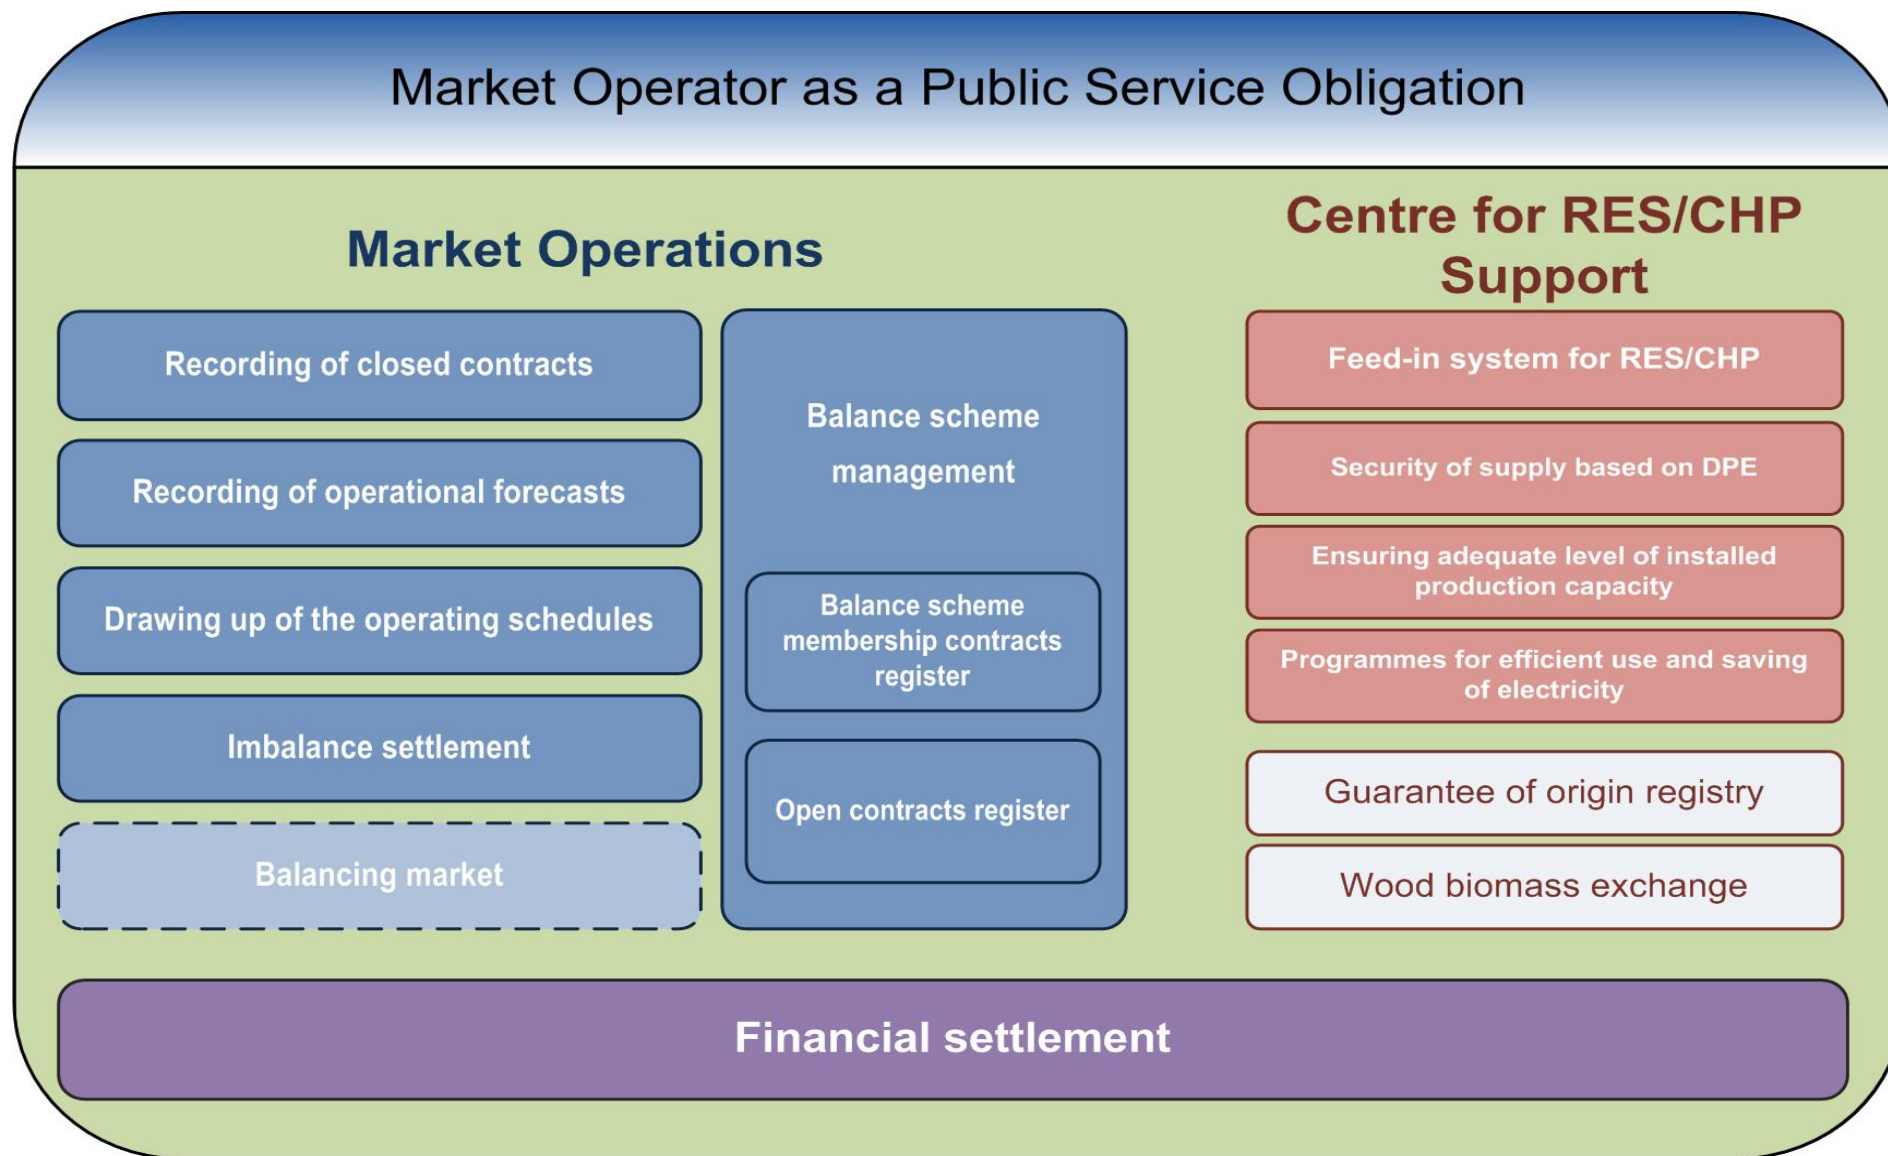 Market Operator as a Public Service Obligation
Market Operations
Recording of closed contracts
Recording of operational forecasts
Drawing up of the operating schedules
Imbalance settlement
Balancing market
Balance scheme
management
Balance scheme
membership contracts
register
Open contracts register
Centre for RES/CHP
Support
Feed-in system for RES/CHP
Security of supply based on DPE
Ensuring adequate level of installed
production capacity
Programmes for efficient use and saving
of electricity
Guarantee of origin registry
Wood biomass exchange
Financial settlement